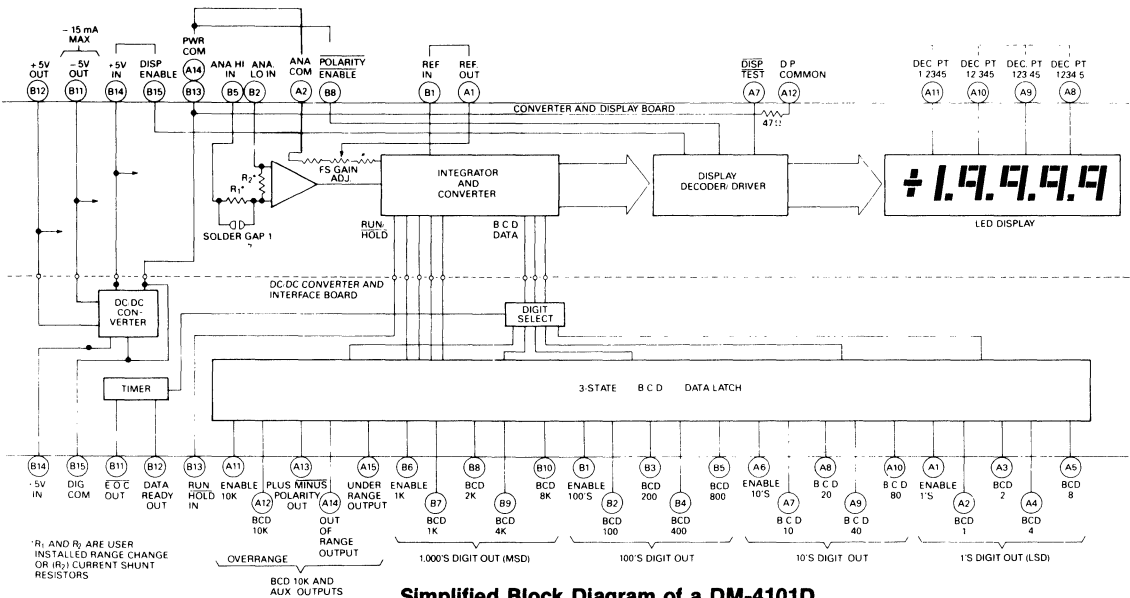 - 15 mA
MAX
+5V
OUT
B12
-5V
OUT
B11
+5V
IN
B14
DISP
ENABLE
B15
PWR
COM
A14
B13
ANA HI
IN
B5
ANA.
LO IN
B2
ANA
COM
A2
POLARITY
ENABLE
B8
REF
IN
B1
REF.
OUT
A1
DISP
TEST
A7
D P
COMMON
A12
DEC PT
1 2345
A11
DEC PT
12 345
A10
DEC. PT
123 45
A9
DEC PT
1234 5
A8
CONVERTER AND DISPLAY BOARD
47Ω
R1*
R2*
FS GAIN
ADJ.
*
SOLDER GAP 1
INTEGRATOR
AND
CONVERTER
DISPLAY
DECODER/ DRIVER
+1.9.9.9.9
LED DISPLAY
RUN/
HOLD
B C D
DATA
DC-DC CONVERTER AND
INTERFACE BOARD
DC-DC
CON-
VERTER
DIGIT
SELECT
TIMER
3-STATE B C D DATA LATCH
B14
+5V
IN
B15
DIG
COM
B11
E O C
OUT
B12
DATA
READY
OUT
B13
RUN
HOLD
IN
A11
ENABLE
10K
A12
BCD
10K
A13
PLUS MINUS
POLARITY
OUT
A14
OUT
OF
RANGE
OUTPUT
A15
UNDER
RANGE
OUTPUT
B6
ENABLE
1K
B7
BCD
1K
B8
BCD
2K
B9
BCD
4K
B10
BCD
8K
B1
ENABLE
100'S
B2
BCD
100
B3
BCD
200
B4
BCD
400
B5
BCD
800
A6
ENABLE
10'S
A7
B C D
10
A8
B C D
20
A9
B C D
40
A10
B C D
80
A1
ENABLE
1'S
A2
BCD
1
A3
BCD
2
A4
BCD
4
A5
BCD
8
*R1 AND R2 ARE USER
INSTALLED RANGE CHANGE
OR (R2) CURRENT SHUNT
RESISTORS
OVERRANGE
BCD 10K AND
AUX OUTPUTS
1,000'S DIGIT OUT (MSD)
100'S DIGIT OUT
10'S DIGIT OUT
1'S DIGIT OUT (LSD)
Simplified Block Diagram of a DM-4101D